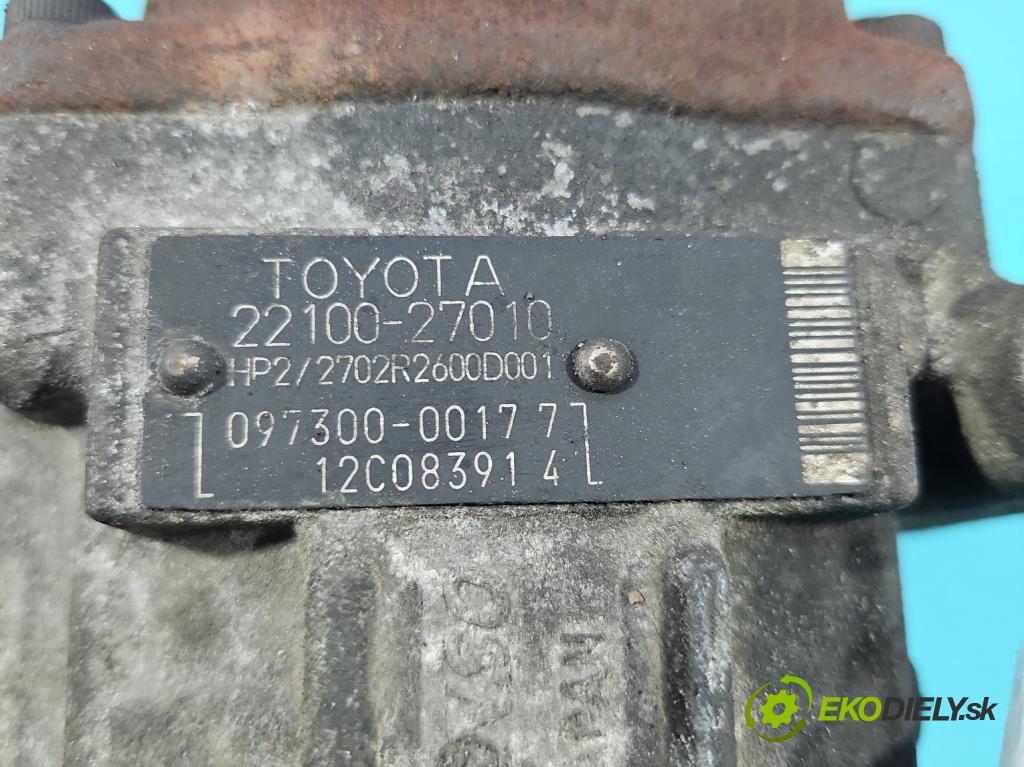 TOYOTA
22100-27010
HP2/2702R2600D001
097300-0017 7
12C08391 4
EKODIELY.sk